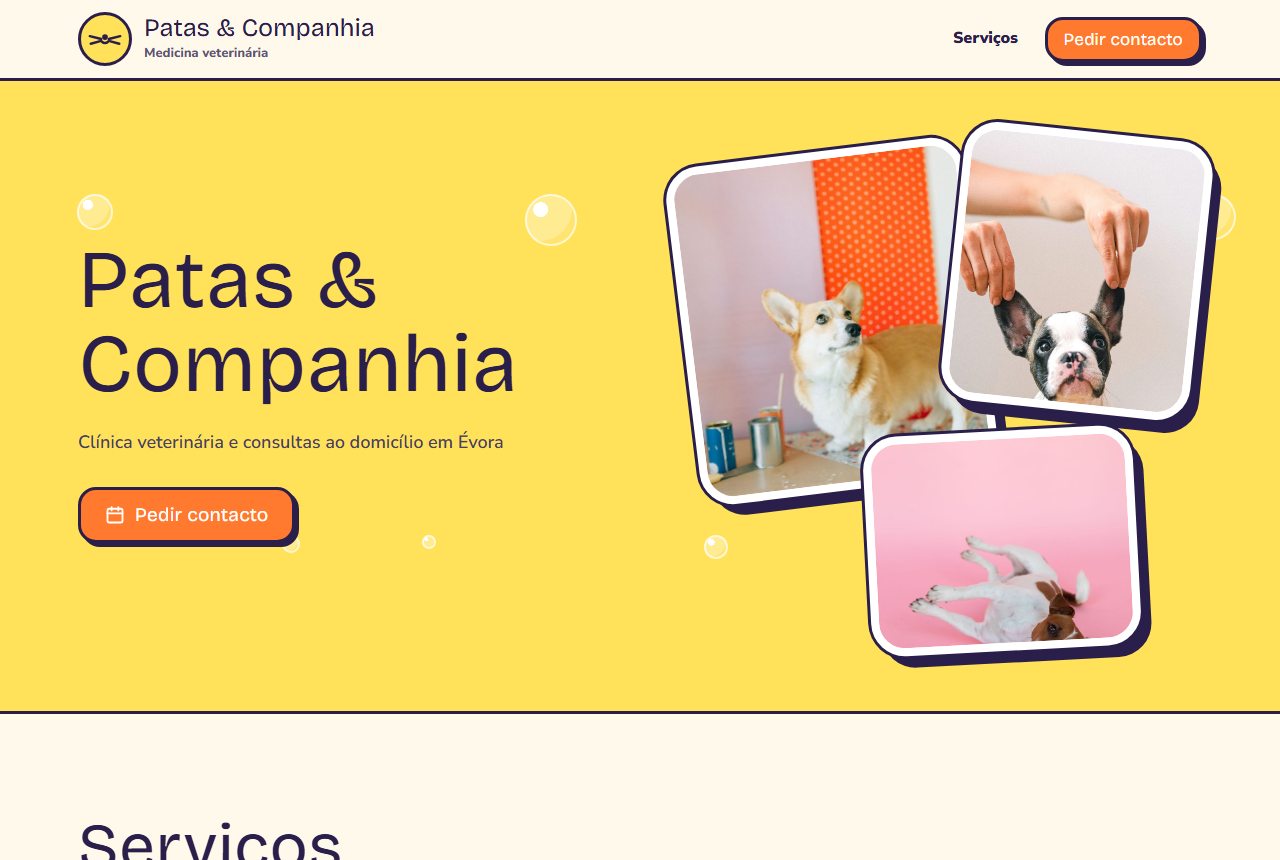 Patas & Companhia
Medicina veterinária
Serviços
Pedir contacto
Patas &
Companhia
Clínica veterinária e consultas ao domicílio em Évora
Pedir contacto
Serviços